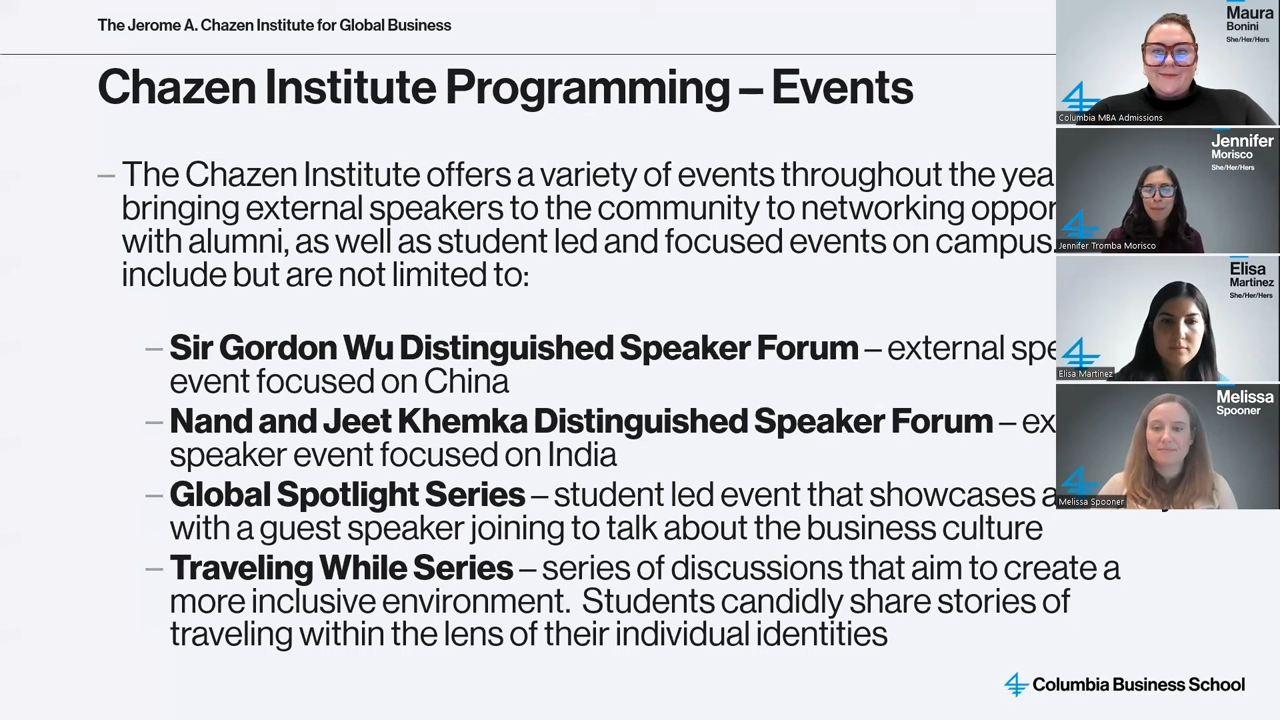 The Jerome A. Chazen Institute for Global Business
Chazen Institute Programming – Events
– The Chazen Institute offers a variety of events throughout the
bringing external speakers to the community to networking
with alumni, as well as student led and focused events on campus.
include but are not limited to:
– Sir Gordon Wu Distinguished Speaker Forum – external
event focused on China
– Nand and Jeet Khemka Distinguished Speaker Forum –
speaker event focused on India
– Global Spotlight Series – student led event that showcases a
with a guest speaker joining to talk about the business culture
– Traveling While Series – series of discussions that aim to create a
more inclusive environment. Students candidly share stories of
traveling within the lens of their individual identities
Columbia Business School
Maura
Bonini
She/Her/Hers
Columbia MBA Admissions
Jennifer
Morisco
She/Her/Hers
Jennifer Tromba Morisco
Elisa
Martinez
She/Her/Hers
Elisa Martinez
Melissa
Spooner
Melissa Spooner